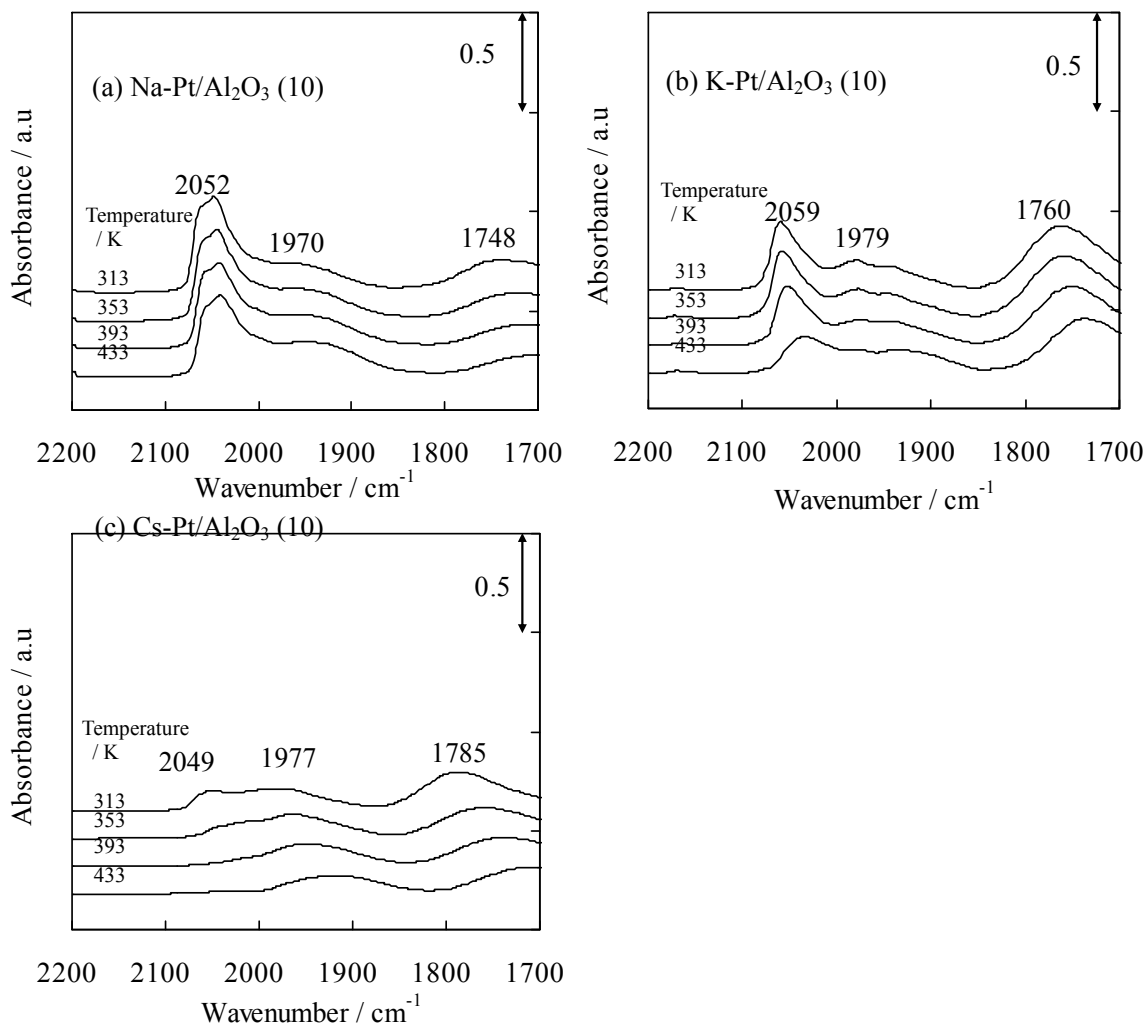 (a) Na-Pt/Al2O3 (10)
0.5
Absorbance / a.u
2052
1970
1748
Temperature
/ K
313
353
393
433
2200 2100 2000 1900 1800 1700
Wavenumber / cm-1
(b) K-Pt/Al2O3 (10)
0.5
Absorbance / a.u
Temperature
/ K
2059
1979
1760
313
353
393
433
2200 2100 2000 1900 1800 1700
Wavenumber / cm-1
(c) Cs-Pt/Al2O3 (10)
0.5
Absorbance / a.u
Temperature
/ K
2049
1977
1785
313
353
393
433
2200 2100 2000 1900 1800 1700
Wavenumber / cm-1